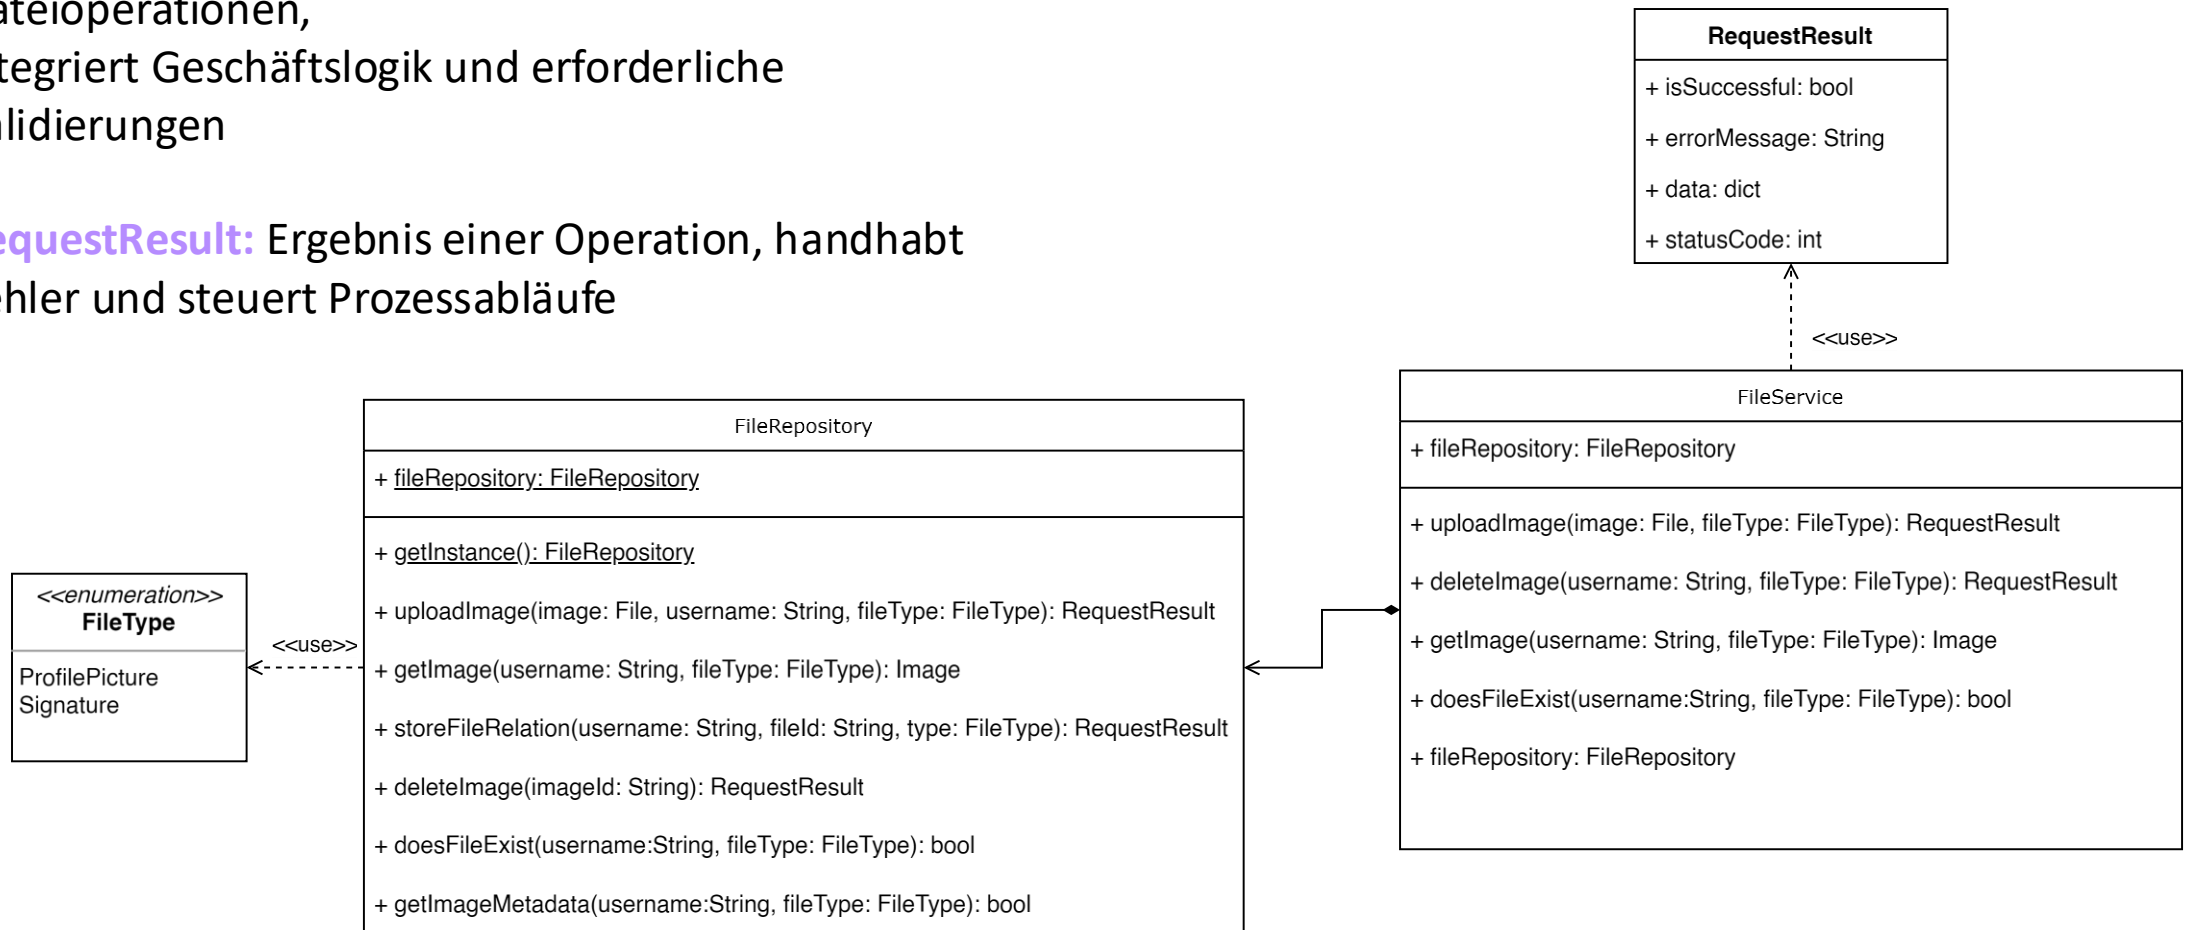 ateioperationen,
tegriert Geschäftslogik und erforderliche
lidierungen
equestResult: Ergebnis einer Operation, handhabt
ehler und steuert Prozessabläufe
RequestResult
+ isSuccessful: bool
+ errorMessage: String
+ data: dict
+ statusCode: int
<<use>>
FileService
+ fileRepository: FileRepository
+ uploadImage(image: File, fileType: FileType): RequestResult
+ deleteImage(username: String, fileType: FileType): RequestResult
+ getImage(username: String, fileType: FileType): Image
+ doesFileExist(username:String, fileType: FileType): bool
+ fileRepository: FileRepository
FileRepository
+ fileRepository: FileRepository
+ getInstance(): FileRepository
+ uploadImage(image: File, username: String, fileType: FileType): RequestResult
+ getImage(username: String, fileType: FileType): Image
+ storeFileRelation(username: String, fileId: String, type: FileType): RequestResult
+ deleteImage(imageId: String): RequestResult
+ doesFileExist(username:String, fileType: FileType): bool
+ getImageMetadata(username:String, fileType: FileType): bool
<<use>>
<<enumeration>>
FileType
ProfilePicture
Signature